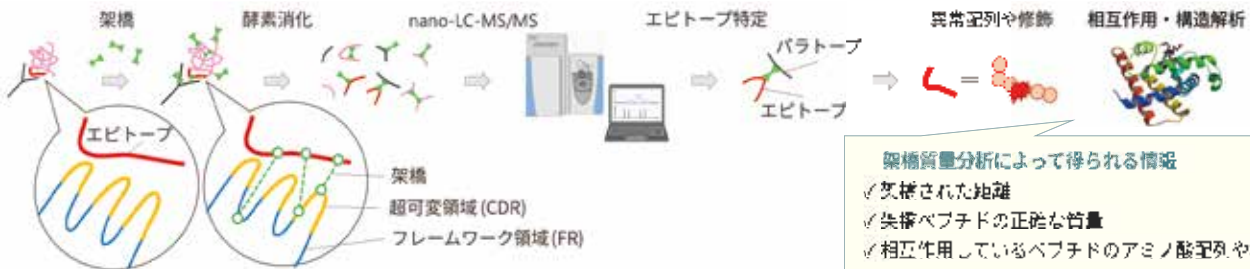 架橋
酵素消化
nano-LC-MS/MS
エピトープ特定
異常配列や修飾
相互作用・構造解析
パラトープ
エピトープ
エピトープ
架橋
超可変領域(CDR)
フレームワーク領域(FR)
架橋質量分析によって得られる情報
✓架橋された距離
✓架橋ペプチドの正確な質量
✓相互作用しているペプチドのアミノ酸配列や